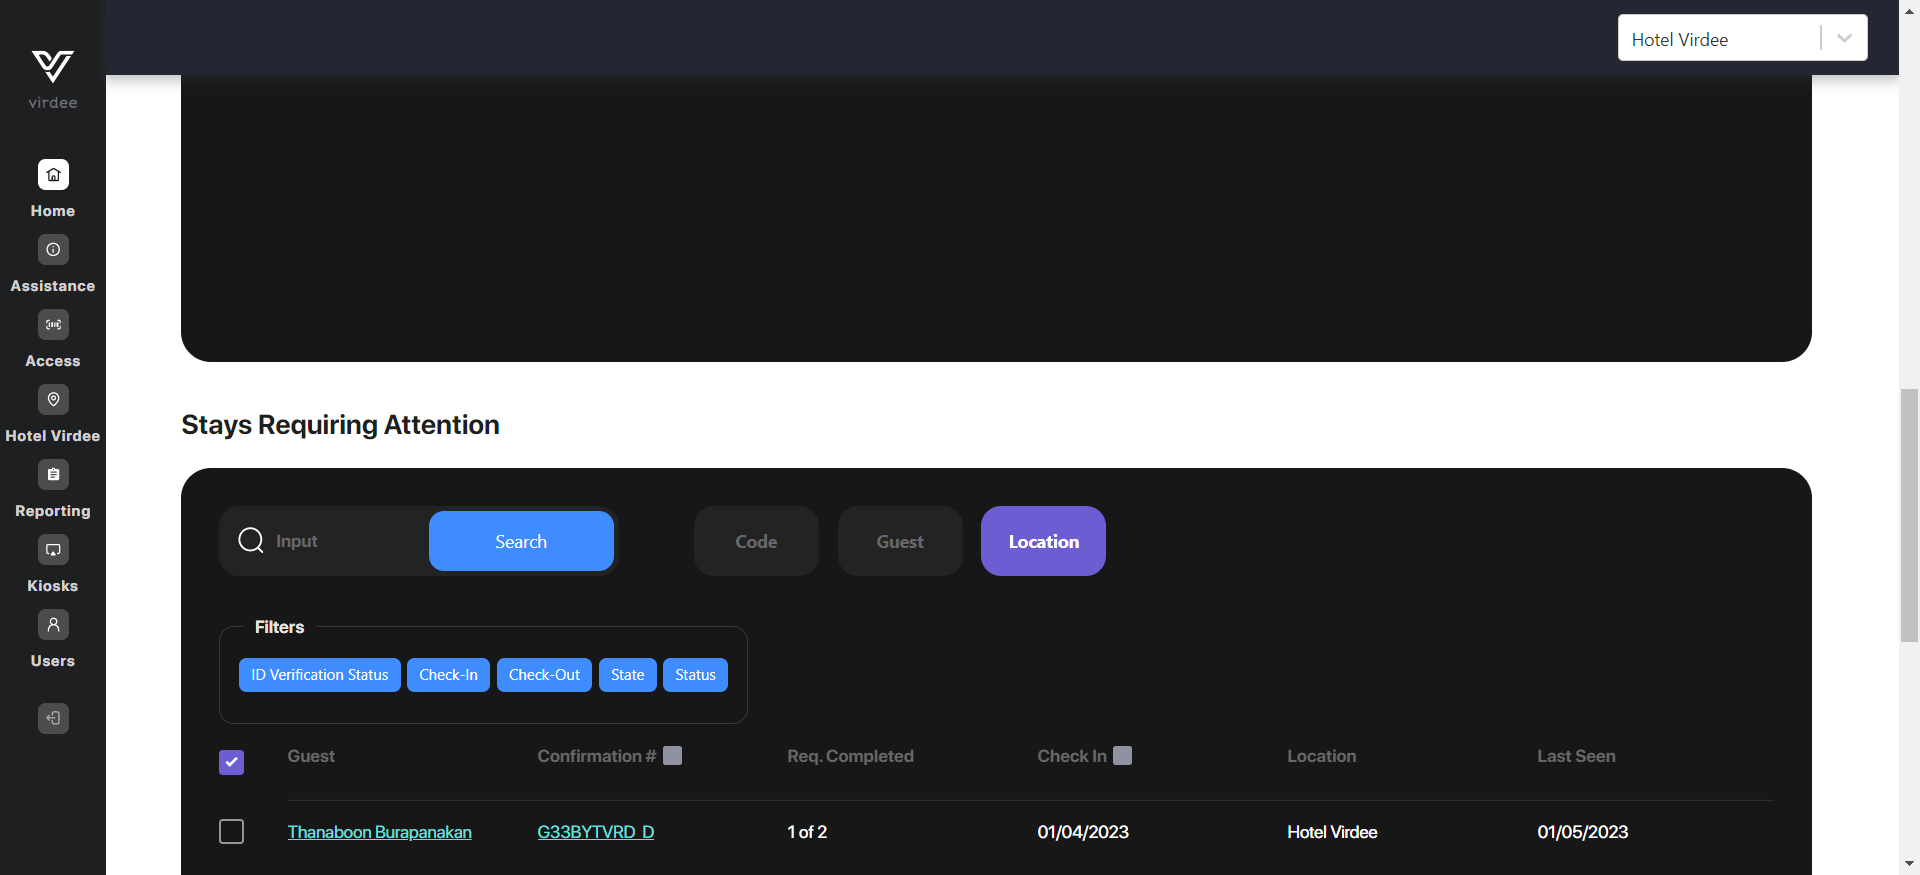 Hotel Virdee
virdee
Home
Assistance
Access
Hotel Virdee
Reporting
Kiosks
Users
Stays Requiring Attention
Input Search Code Guest Location
Filters
ID Verification Status Check-In Check-Out State Status
Guest Confirmation # Req. Completed Check In Location Last Seen
Thanaboon Burapanakan G33BYTVRD_D 1 of 2 01/04/2023 Hotel Virdee 01/05/2023